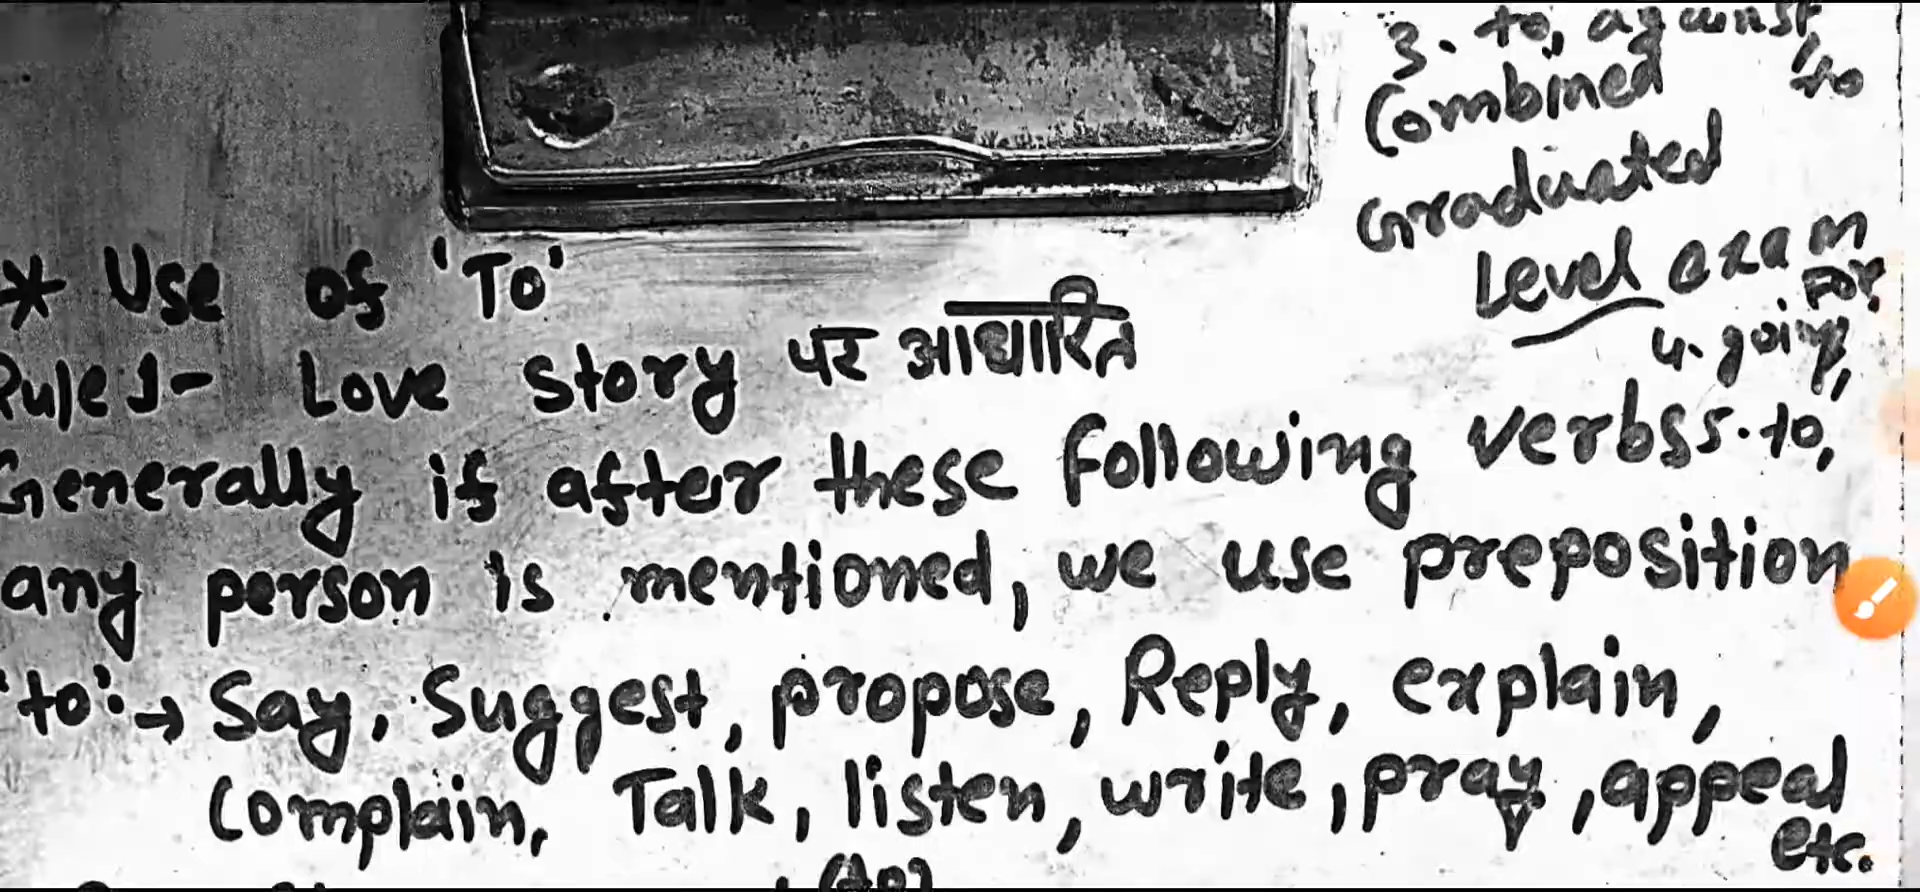 3. to, against,
to
Combined
Graduated
Level exam
For
4. going,
* Use of 'To'
Rule 1- Love story पर आधारित
Generally if after these following verbs 5. to,
any person is mentioned, we use preposition
'to':→ Say, Suggest, propose, Reply, explain,
Complain, Talk, listen, write, pray, appeal
etc.
(to)